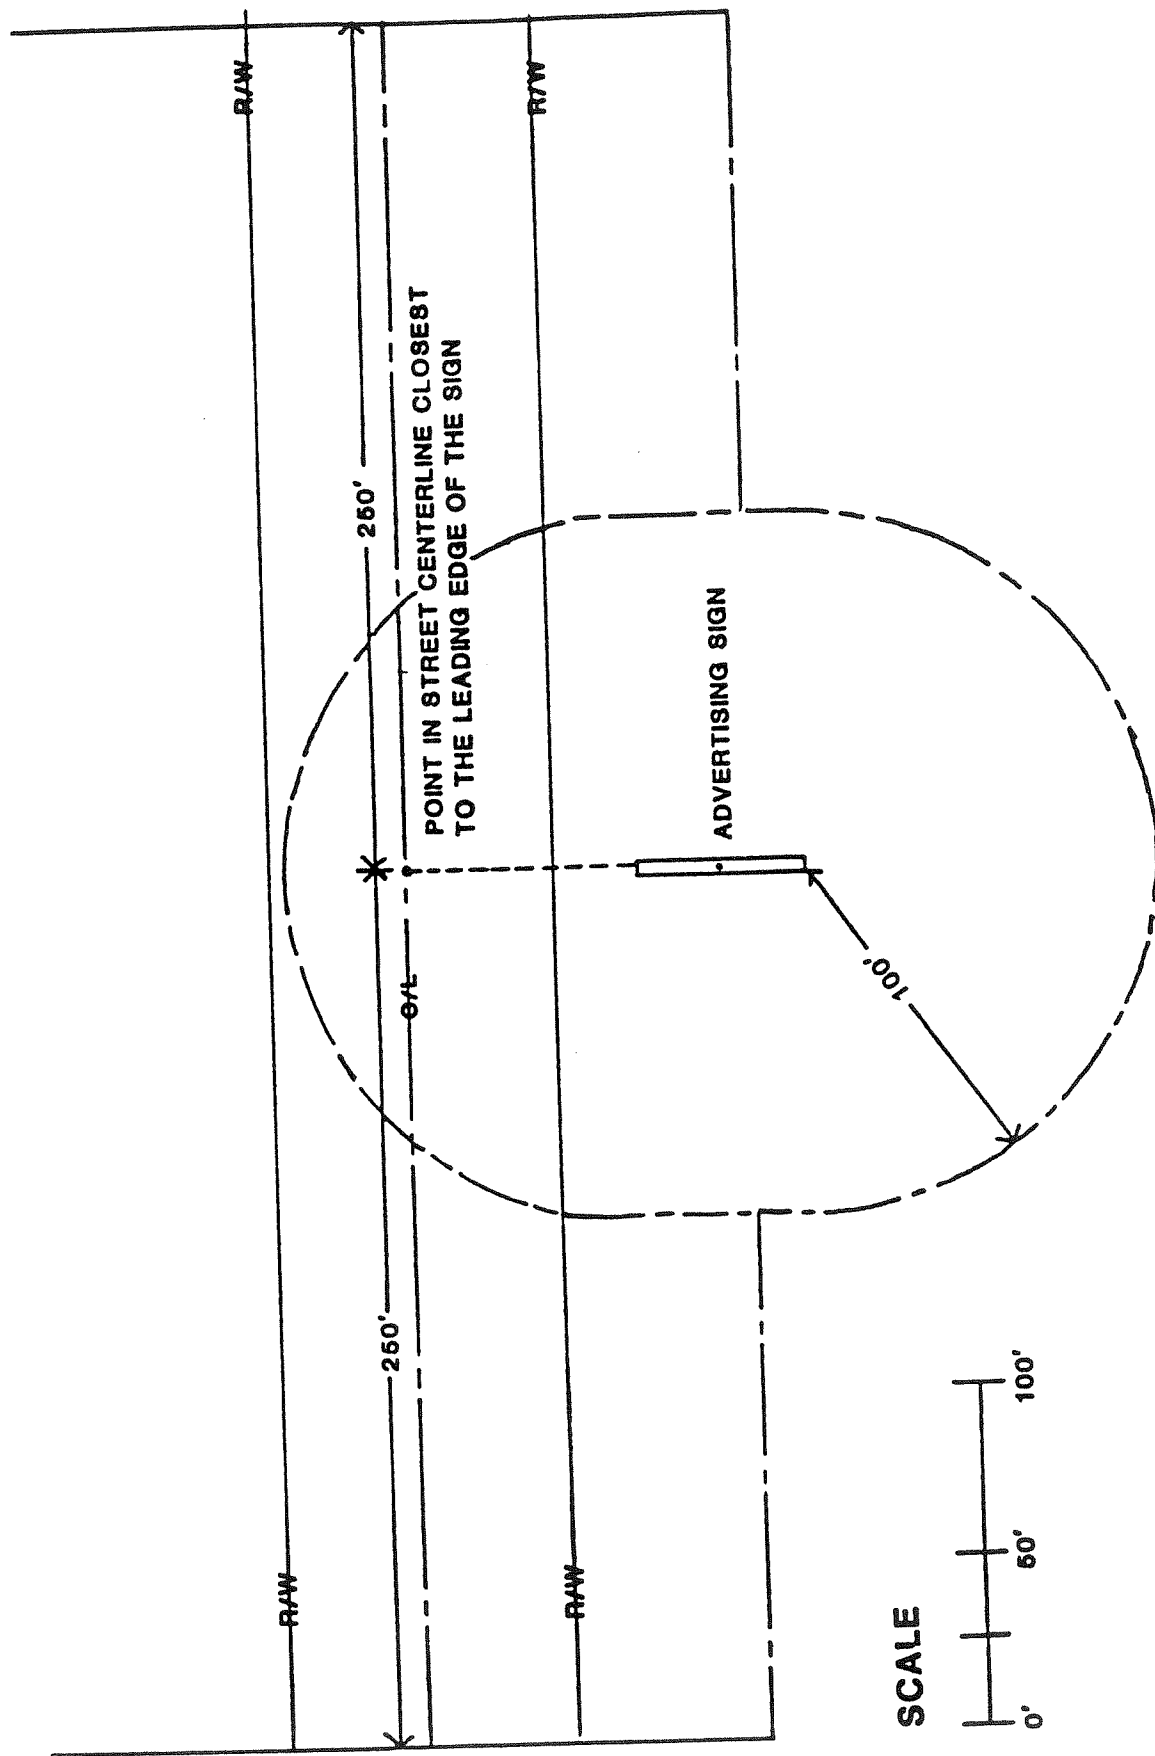 R/W
R/W
250'
250'
C/L
POINT IN STREET CENTERLINE CLOSEST
TO THE LEADING EDGE OF THE SIGN
R/W
R/W
ADVERTISING SIGN
100'
SCALE
0'
50'
100'